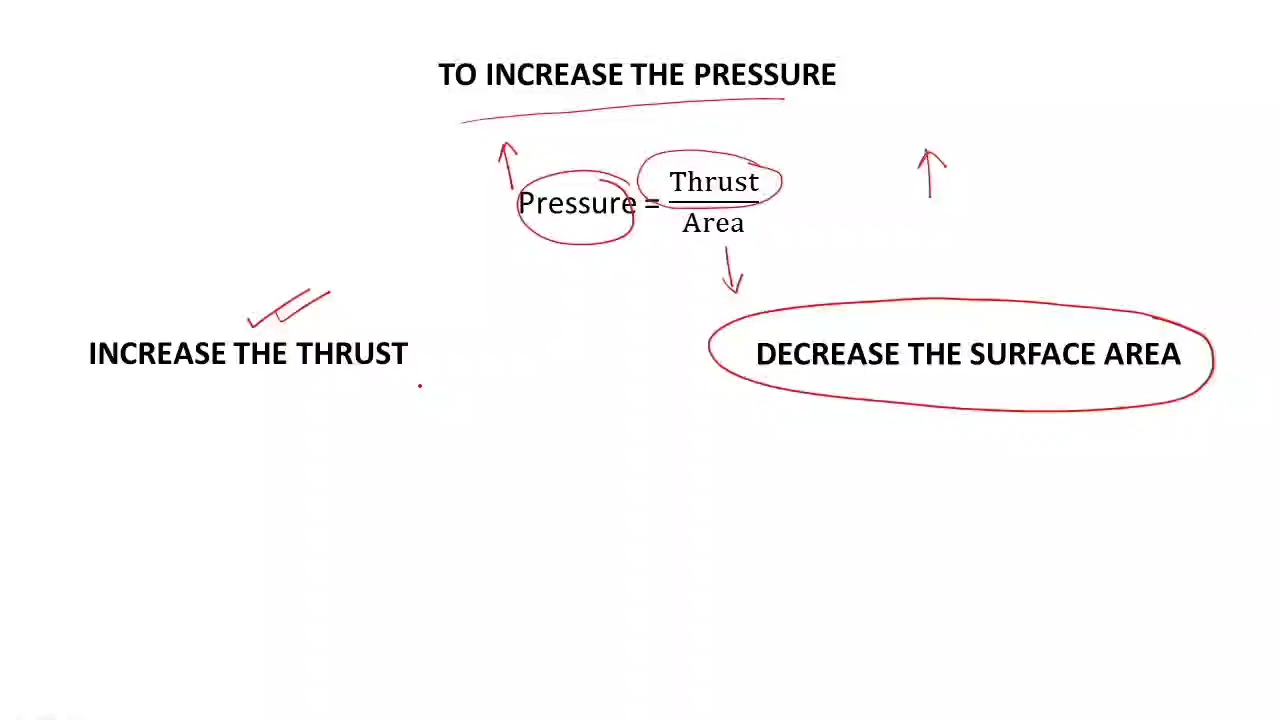 TO INCREASE THE PRESSURE
Pressure = Thrust
Area
INCREASE THE THRUST
DECREASE THE SURFACE AREA